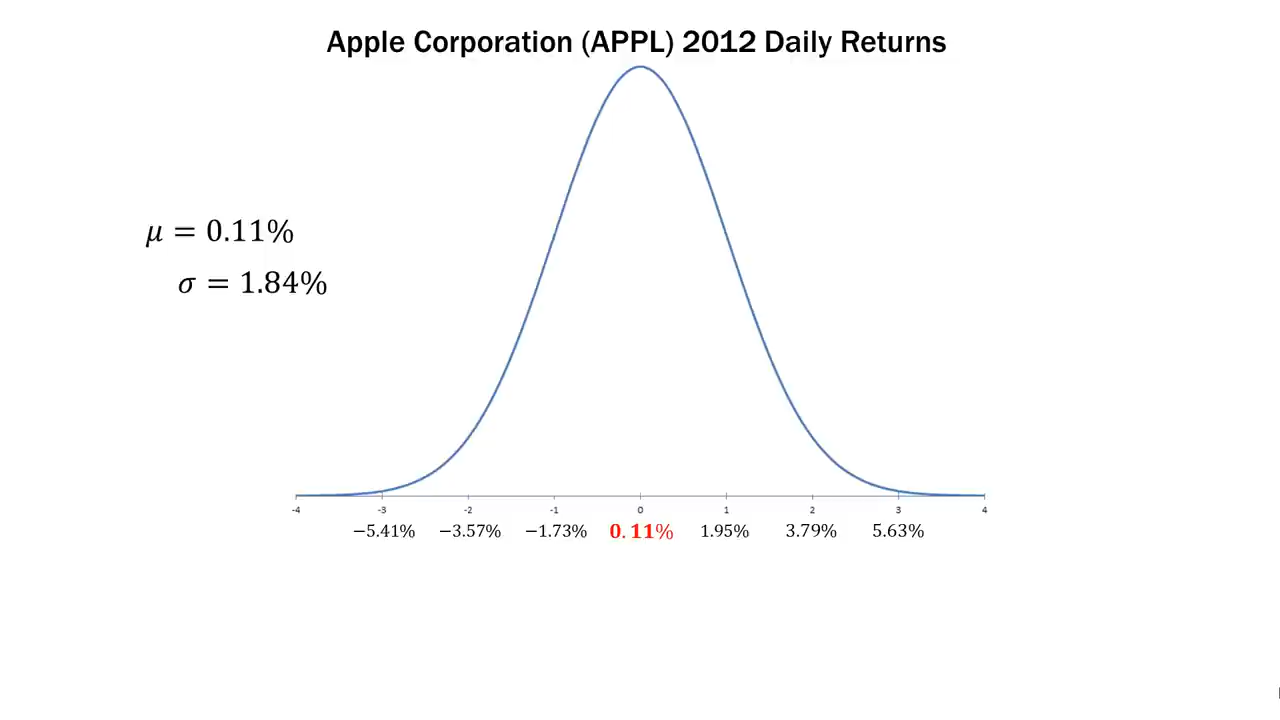 Apple Corporation (APPL) 2012 Daily Returns
μ = 0.11%
σ = 1.84%
-4 -3 -2 -1 0 1 2 3 4
−5.41% −3.57% −1.73% 0.11% 1.95% 3.79% 5.63%